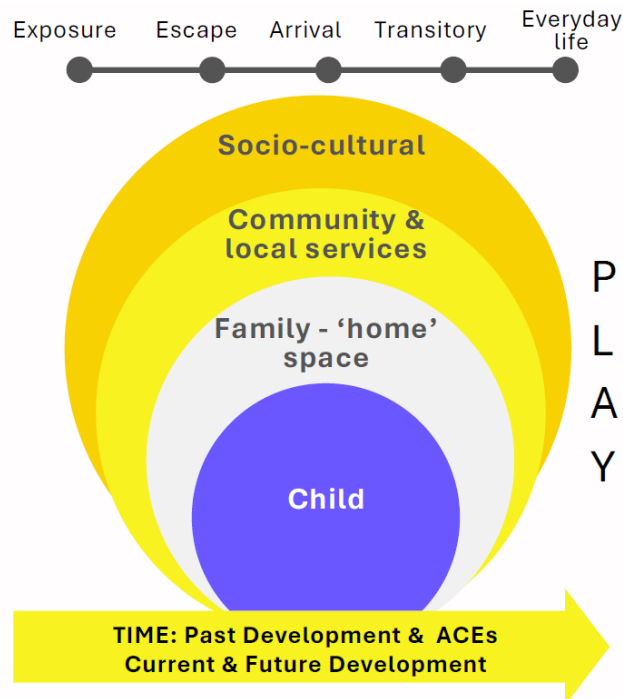 Exposure Escape Arrival Transitory Everyday
life
Socio-cultural
Community &
local services
Family - ‘home’
space
Child
P
L
A
Y
TIME: Past Development & ACEs
Current & Future Development